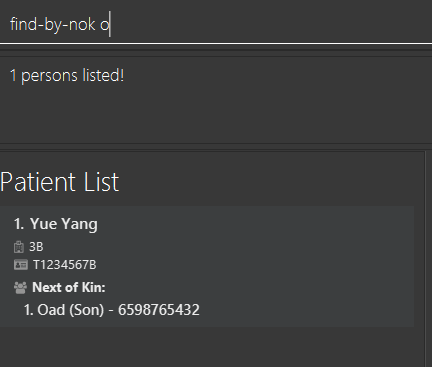 find-by-nok o
1 persons listed!
Patient List
1. Yue Yang
3B
T1234567B
Next of Kin:
1. Oad (Son) - 6598765432